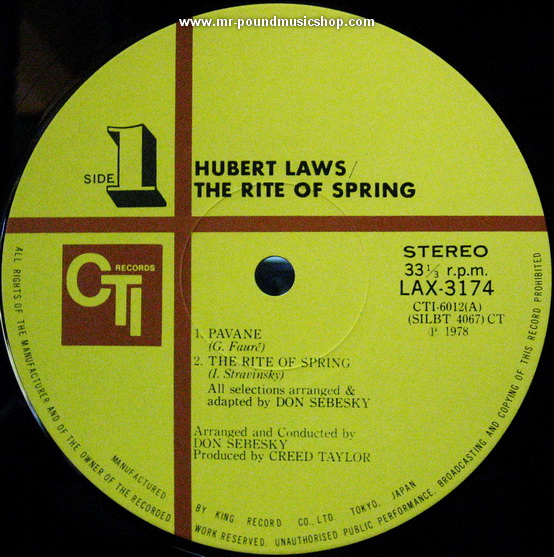 www.mr-poundmusicshop.com
SIDE 1
HUBERT LAWS/
THE RITE OF SPRING
CTI RECORDS
STEREO
33 1/3 r.p.m.
LAX-3174
CTI-6012(A)
(SILBT 4067) CT
℗ 1978
1. PAVANE
(G. Fauré)
2. THE RITE OF SPRING
(I. Stravinsky)
All selections arranged &
adapted by DON SEBESKY
Arranged and Conducted by
DON SEBESKY
Produced by CREED TAYLOR
MANUFACTURED BY KING RECORD CO., LTD. TOKYO, JAPAN
ALL RIGHTS OF THE MANUFACTURER AND OF THE OWNER OF THE RECORDED WORK RESERVED. UNAUTHORISED PUBLIC PERFORMANCE, BROADCASTING AND COPYING OF THIS RECORD PROHIBITED